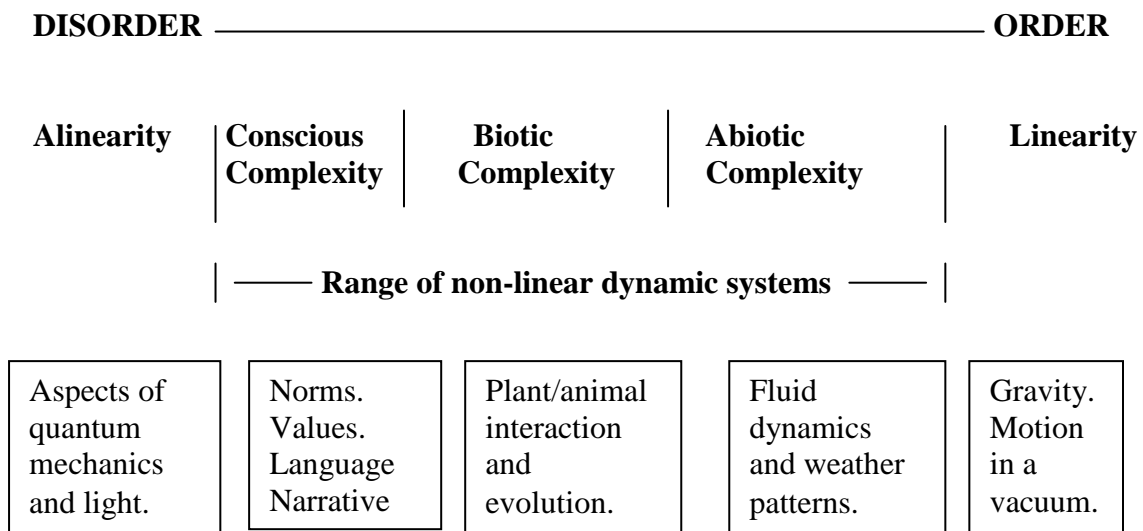 DISORDER ORDER
Alinearity Conscious Biotic Abiotic Linearity
Complexity Complexity Complexity
Range of non-linear dynamic systems
Aspects of
quantum
mechanics
and light.
Norms.
Values.
Language
Narrative
Plant/animal
interaction
and
evolution.
Fluid
dynamics
and weather
patterns.
Gravity.
Motion
in a
vacuum.